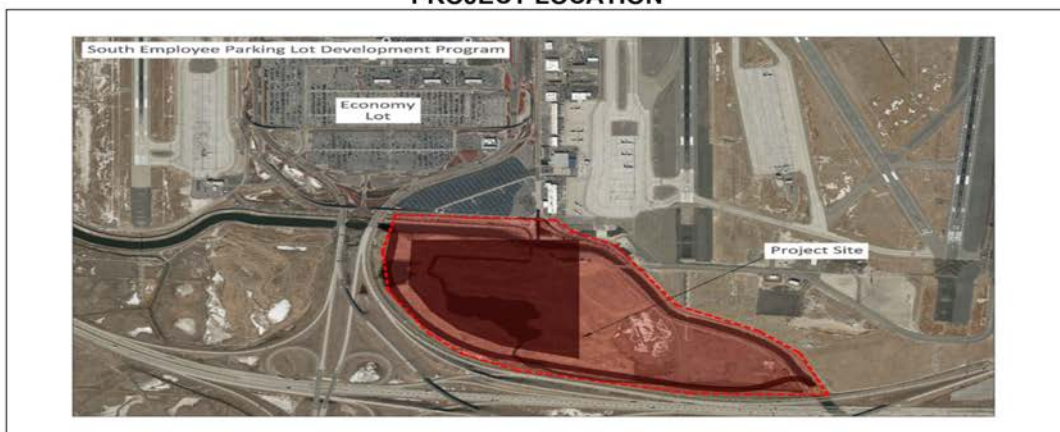 PROJECT LOCATION
South Employee Parking Lot Development Program
Economy
Lot
Project Site